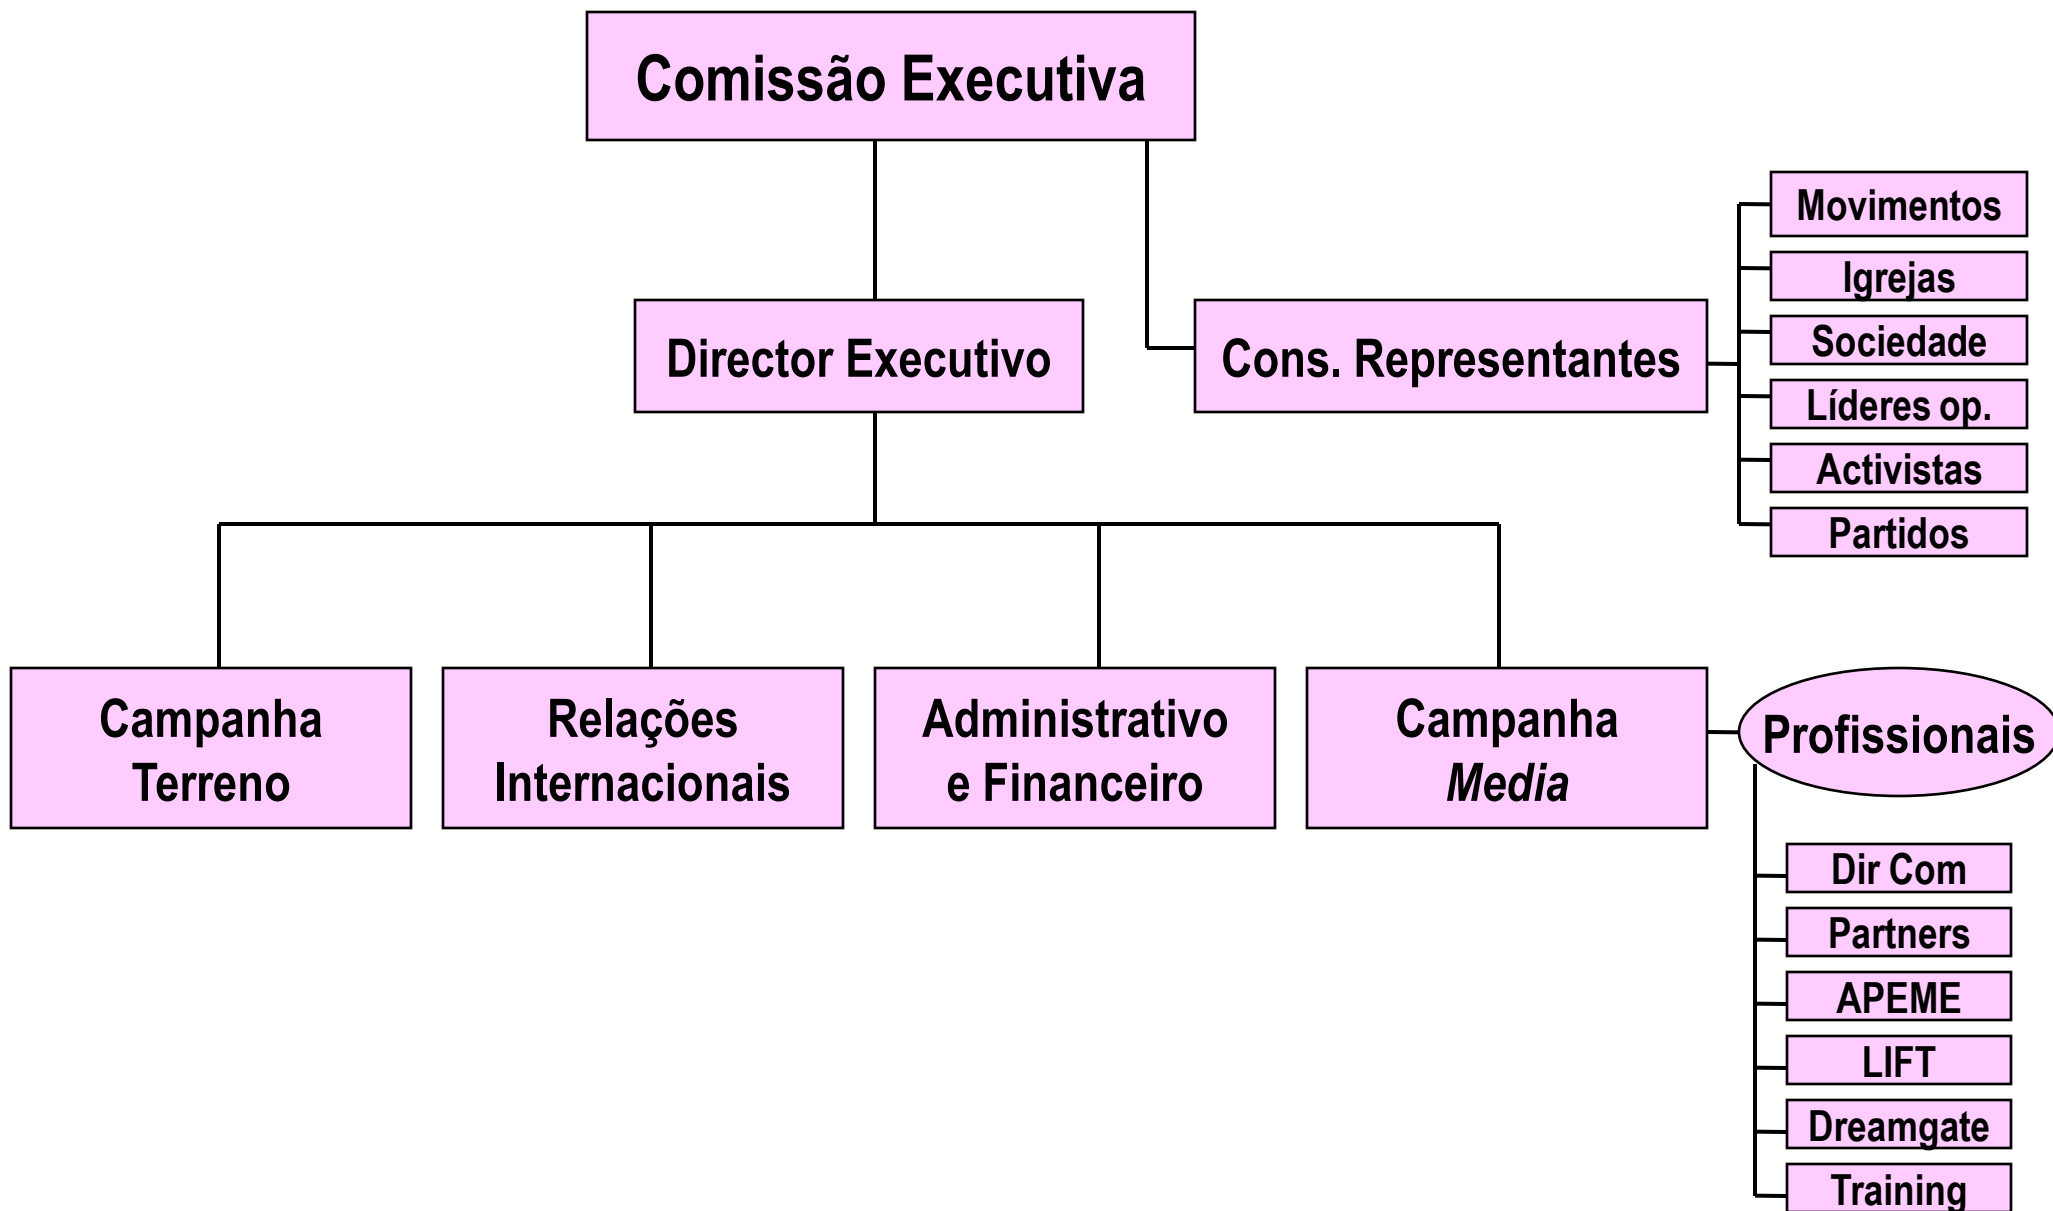 Comissão Executiva
Director Executivo
Cons. Representantes
Movimentos
Igrejas
Sociedade
Líderes op.
Activistas
Partidos
Campanha
Terreno
Relações
Internacionais
Administrativo
e Financeiro
Campanha
Media
Profissionais
Dir Com
Partners
APEME
LIFT
Dreamgate
Training